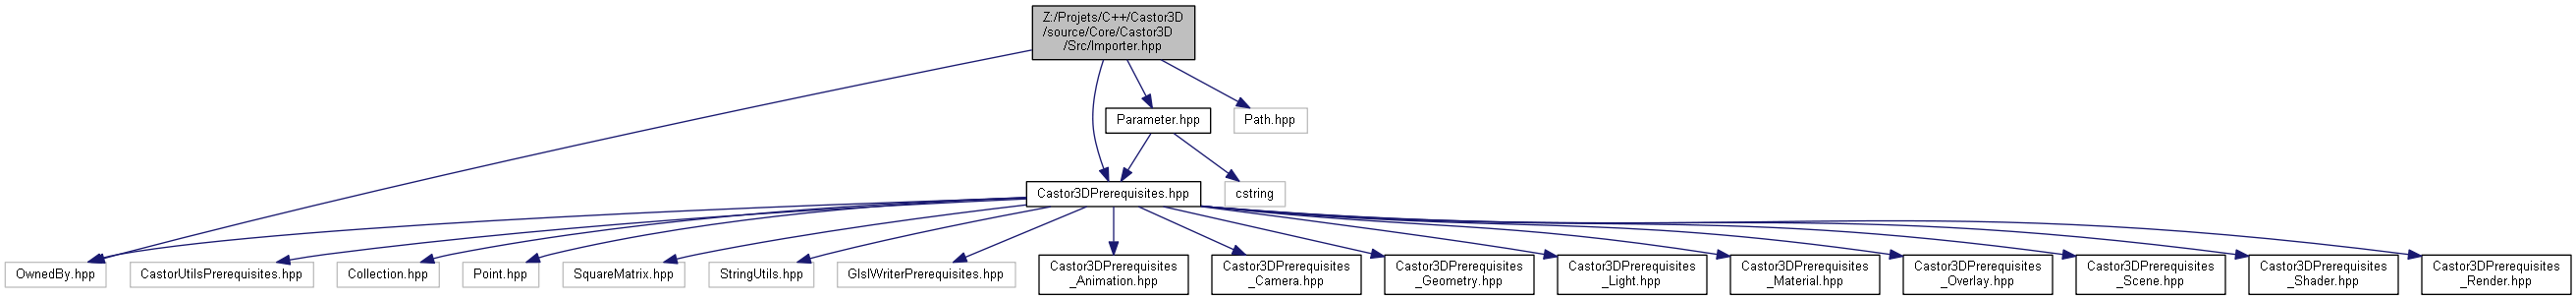 Z:/Projets/C++/Castor3D
/source/Core/Castor3D
/Src/Importer.hpp
Parameter.hpp
Path.hpp
Castor3DPrerequisites.hpp
cstring
OwnedBy.hpp
CastorUtilsPrerequisites.hpp
Collection.hpp
Point.hpp
SquareMatrix.hpp
StringUtils.hpp
GlslWriterPrerequisites.hpp
Castor3DPrerequisites
_Animation.hpp
Castor3DPrerequisites
_Camera.hpp
Castor3DPrerequisites
_Geometry.hpp
Castor3DPrerequisites
_Light.hpp
Castor3DPrerequisites
_Material.hpp
Castor3DPrerequisites
_Overlay.hpp
Castor3DPrerequisites
_Scene.hpp
Castor3DPrerequisites
_Shader.hpp
Castor3DPrerequisites
_Render.hpp